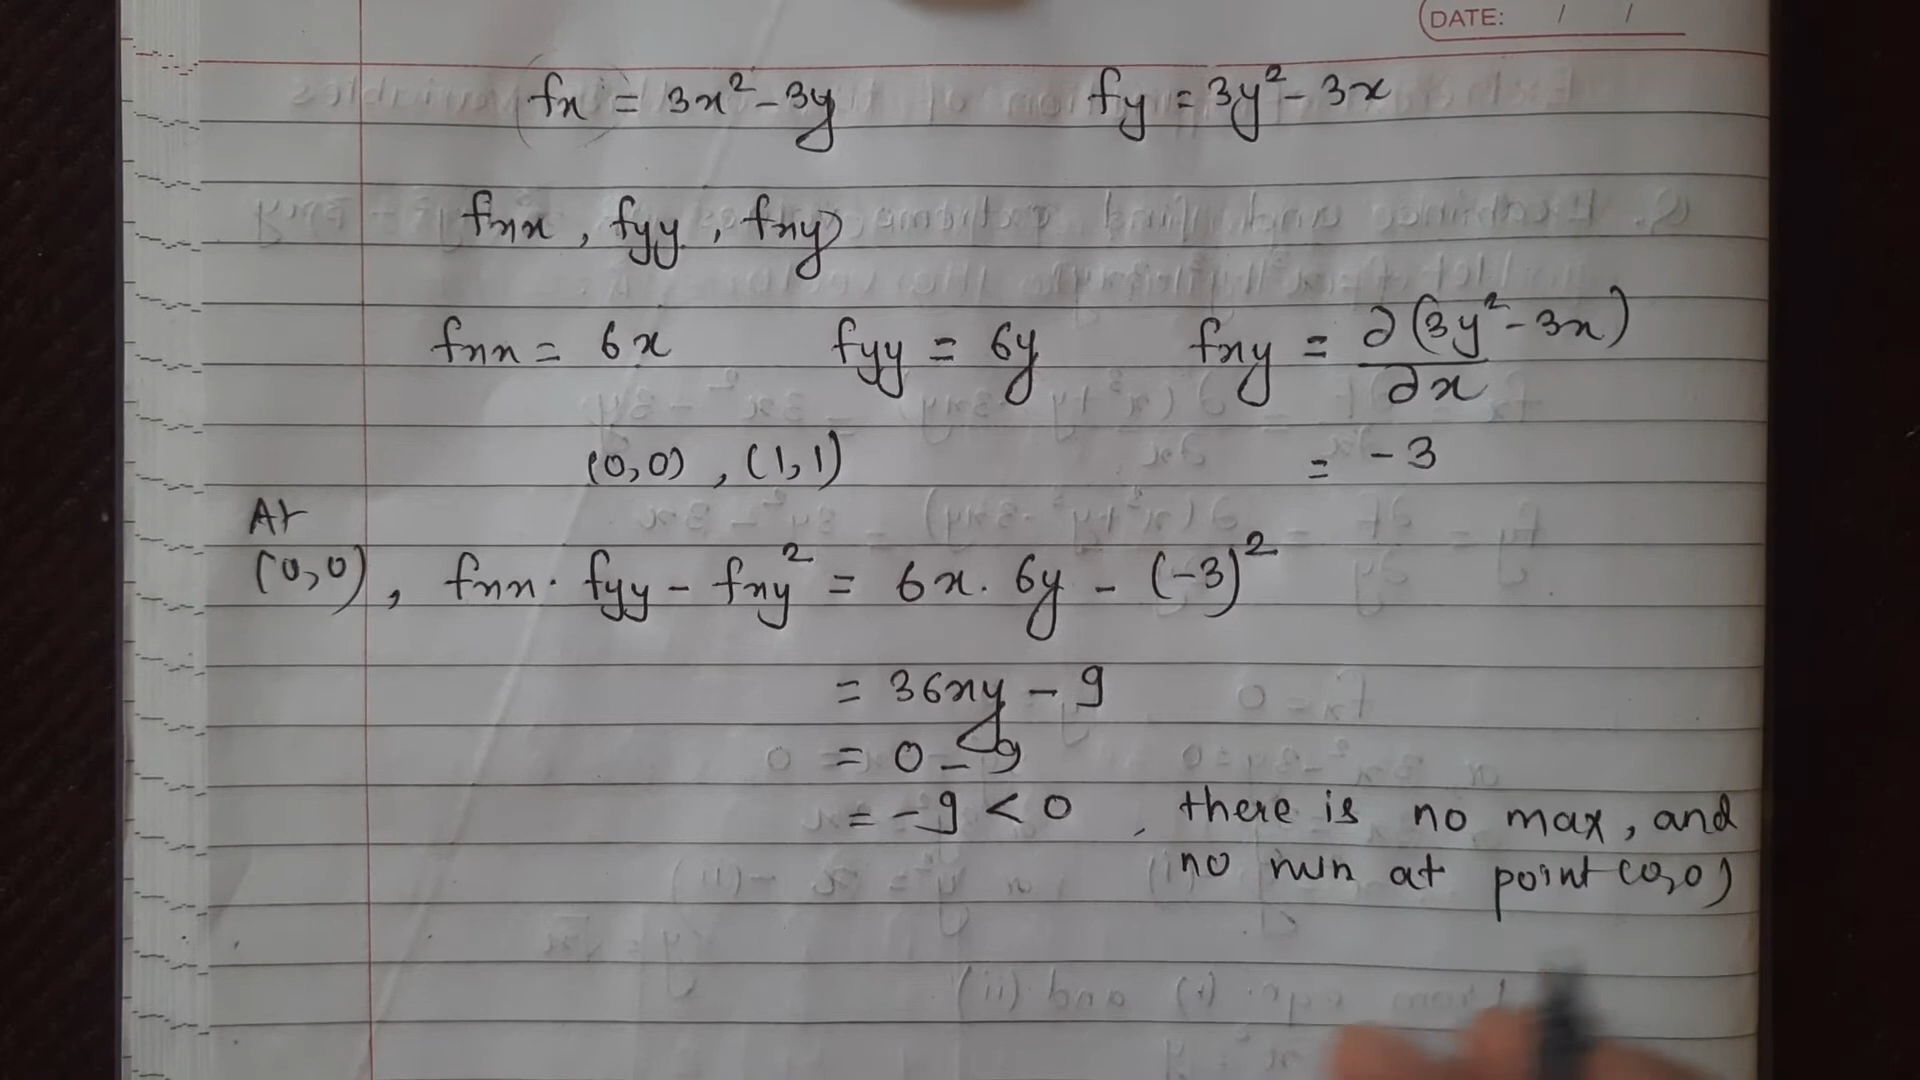 DATE: / /
fx = 3x² - 3y fy = 3y² - 3x
fxx , fyy , fxy
fxx = 6x fyy = 6y fxy = ∂(3y² - 3x)
∂x
(0,0) , (1,1) = -3
At
(0,0), fxx · fyy - fxy² = 6x · 6y - (-3)²
= 36xy - 9
= 0 - 9
= -9 < 0 , there is no max, and
no min at point (0,0)